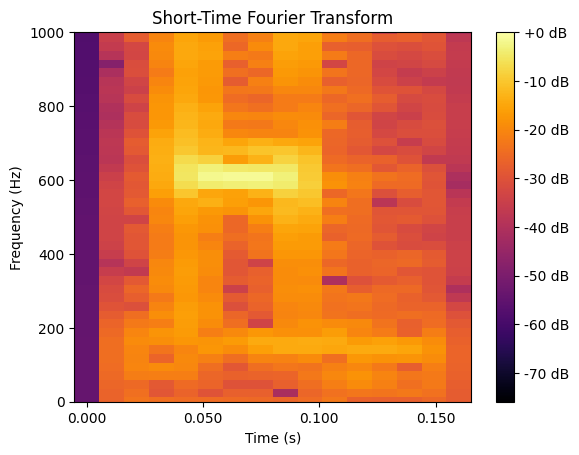 Short-Time Fourier Transform
Frequency (Hz)
1000
800
600
400
200
0
0.000
0.050
0.100
0.150
Time (s)
+0 dB
-10 dB
-20 dB
-30 dB
-40 dB
-50 dB
-60 dB
-70 dB